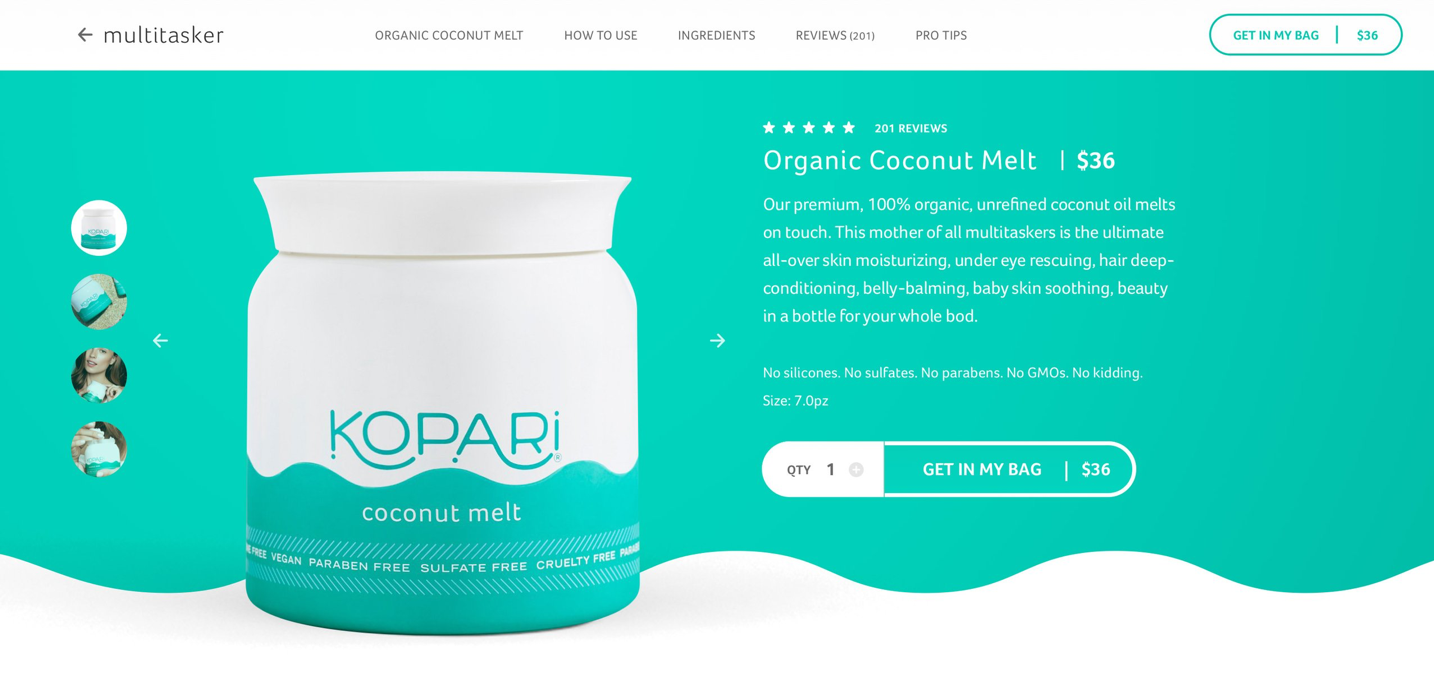 multitasker
ORGANIC COCONUT MELT
HOW TO USE
INGREDIENTS
REVIEWS (201)
PRO TIPS
GET IN MY BAG | $36
201 REVIEWS
Organic Coconut Melt | $36
Our premium, 100% organic, unrefined coconut oil melts
on touch. This mother of all multitaskers is the ultimate
all-over skin moisturizing, under eye rescuing, hair deep-
conditioning, belly-balming, baby skin soothing, beauty
in a bottle for your whole bod.
No silicones. No sulfates. No parabens. No GMOs. No kidding.
Size: 7.0pz
QTY 1
GET IN MY BAG | $36
KOPARI
KOPARi®
coconut melt
FREE VEGAN PARABEN FREE SULFATE FREE CRUELTY FREE